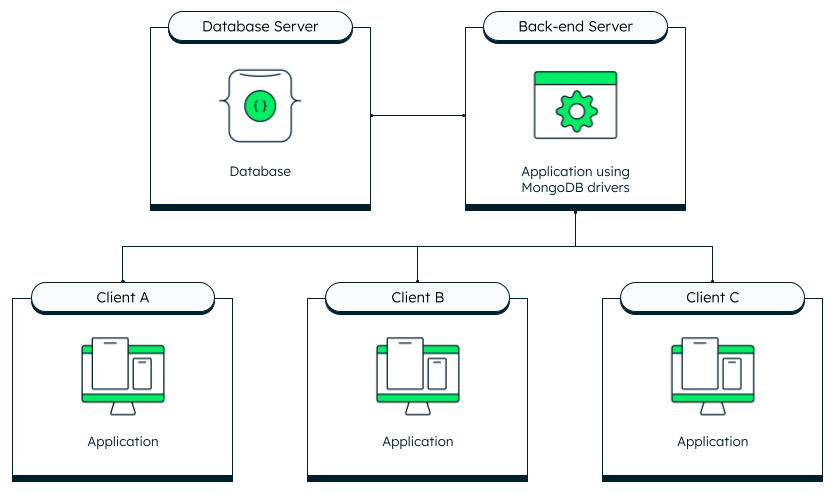 Database Server
Back-end Server
{ }
Database
Application using
MongoDB drivers
Client A
Client B
Client C
Application
Application
Application